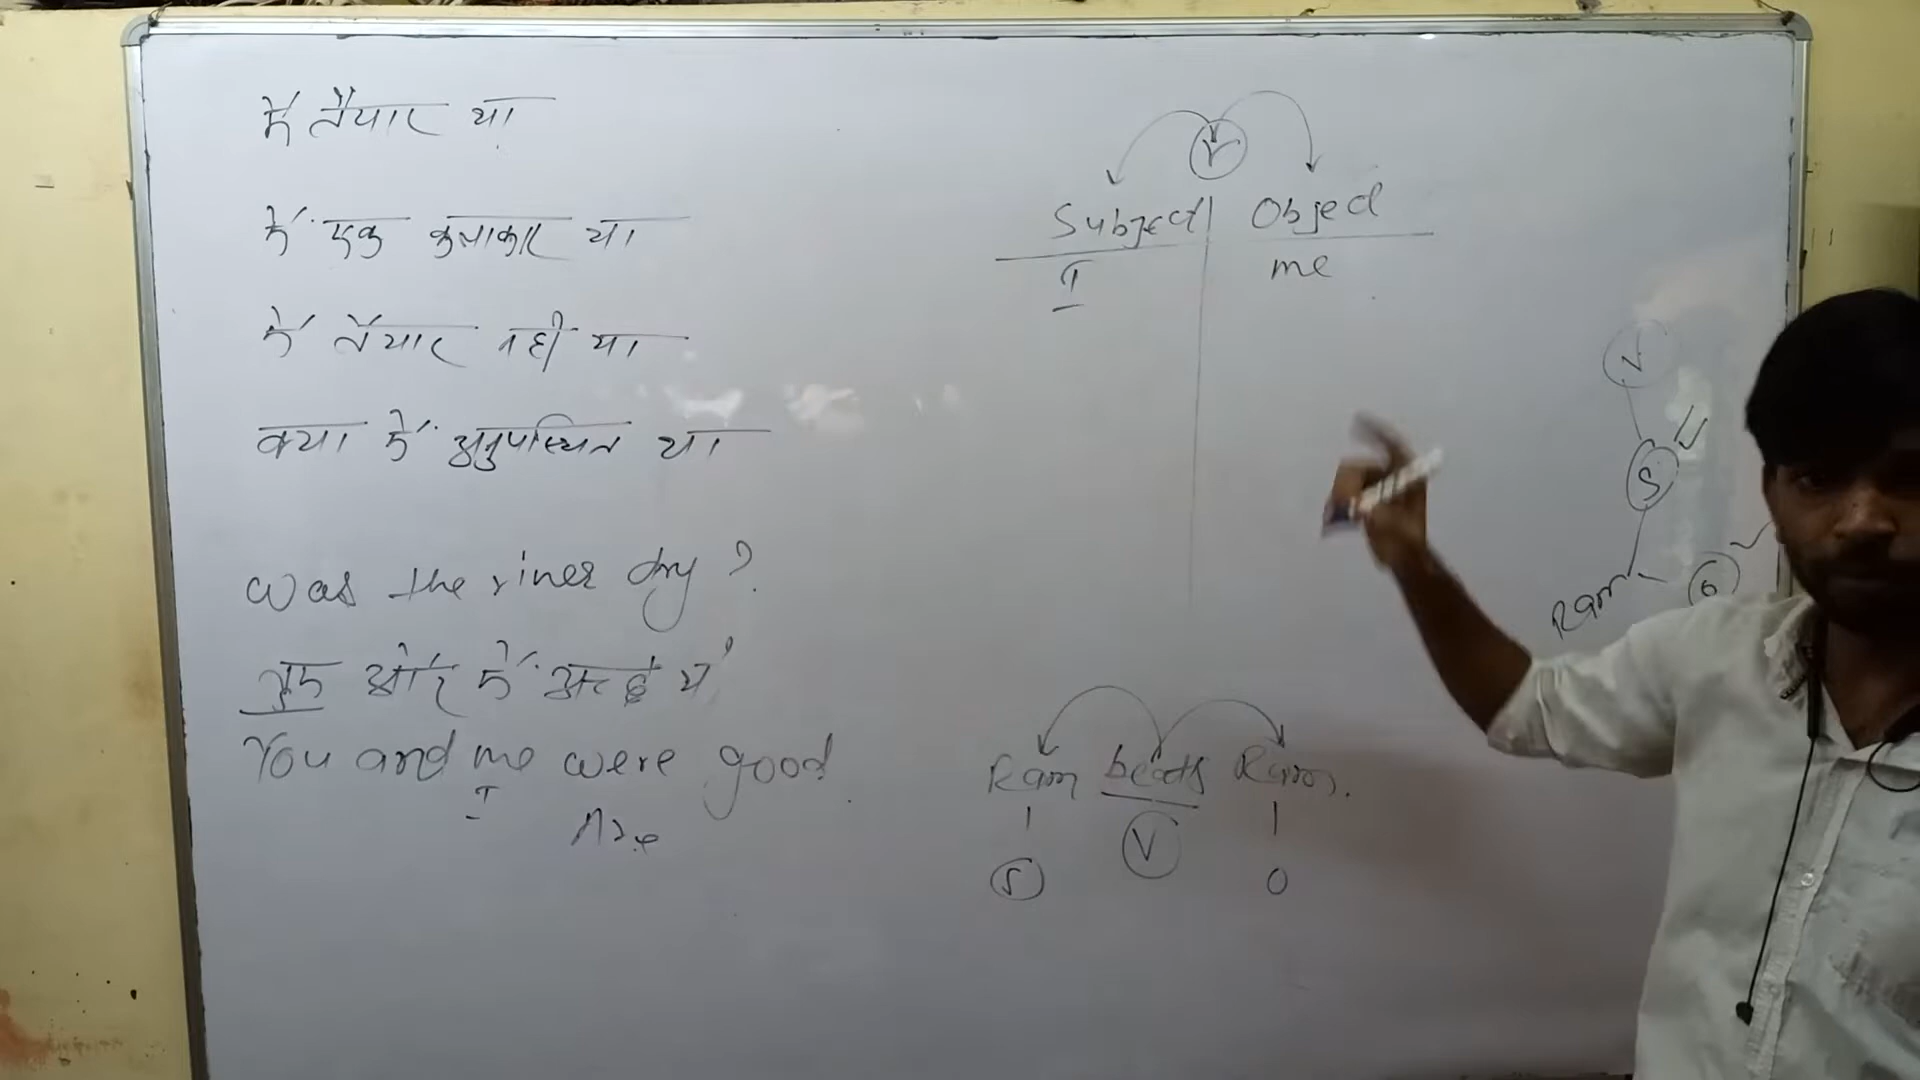 मैं तैयार था
मैं एक कलाकार था
मैं तैयार नहीं था
क्या मैं अनुपस्थित था
Was the river dry ?
तुम और मैं अच्छे थे
You and me were good.
I
Are
V
Subject Object
I me
V
S
Ram
Ram beats Ram.
S V O